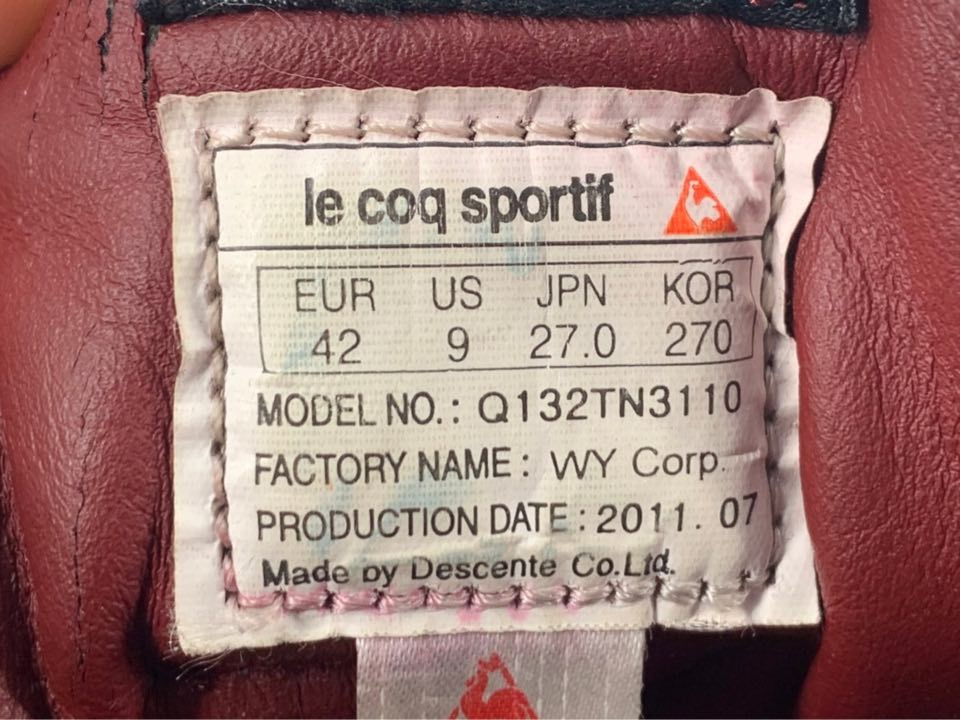 le coq sportif
EUR US JPN KOR
42 9 27.0 270
MODEL NO.: Q132TN3110
FACTORY NAME : WY Corp.
PRODUCTION DATE : 2011. 07
Made by Descente Co.Ltd.